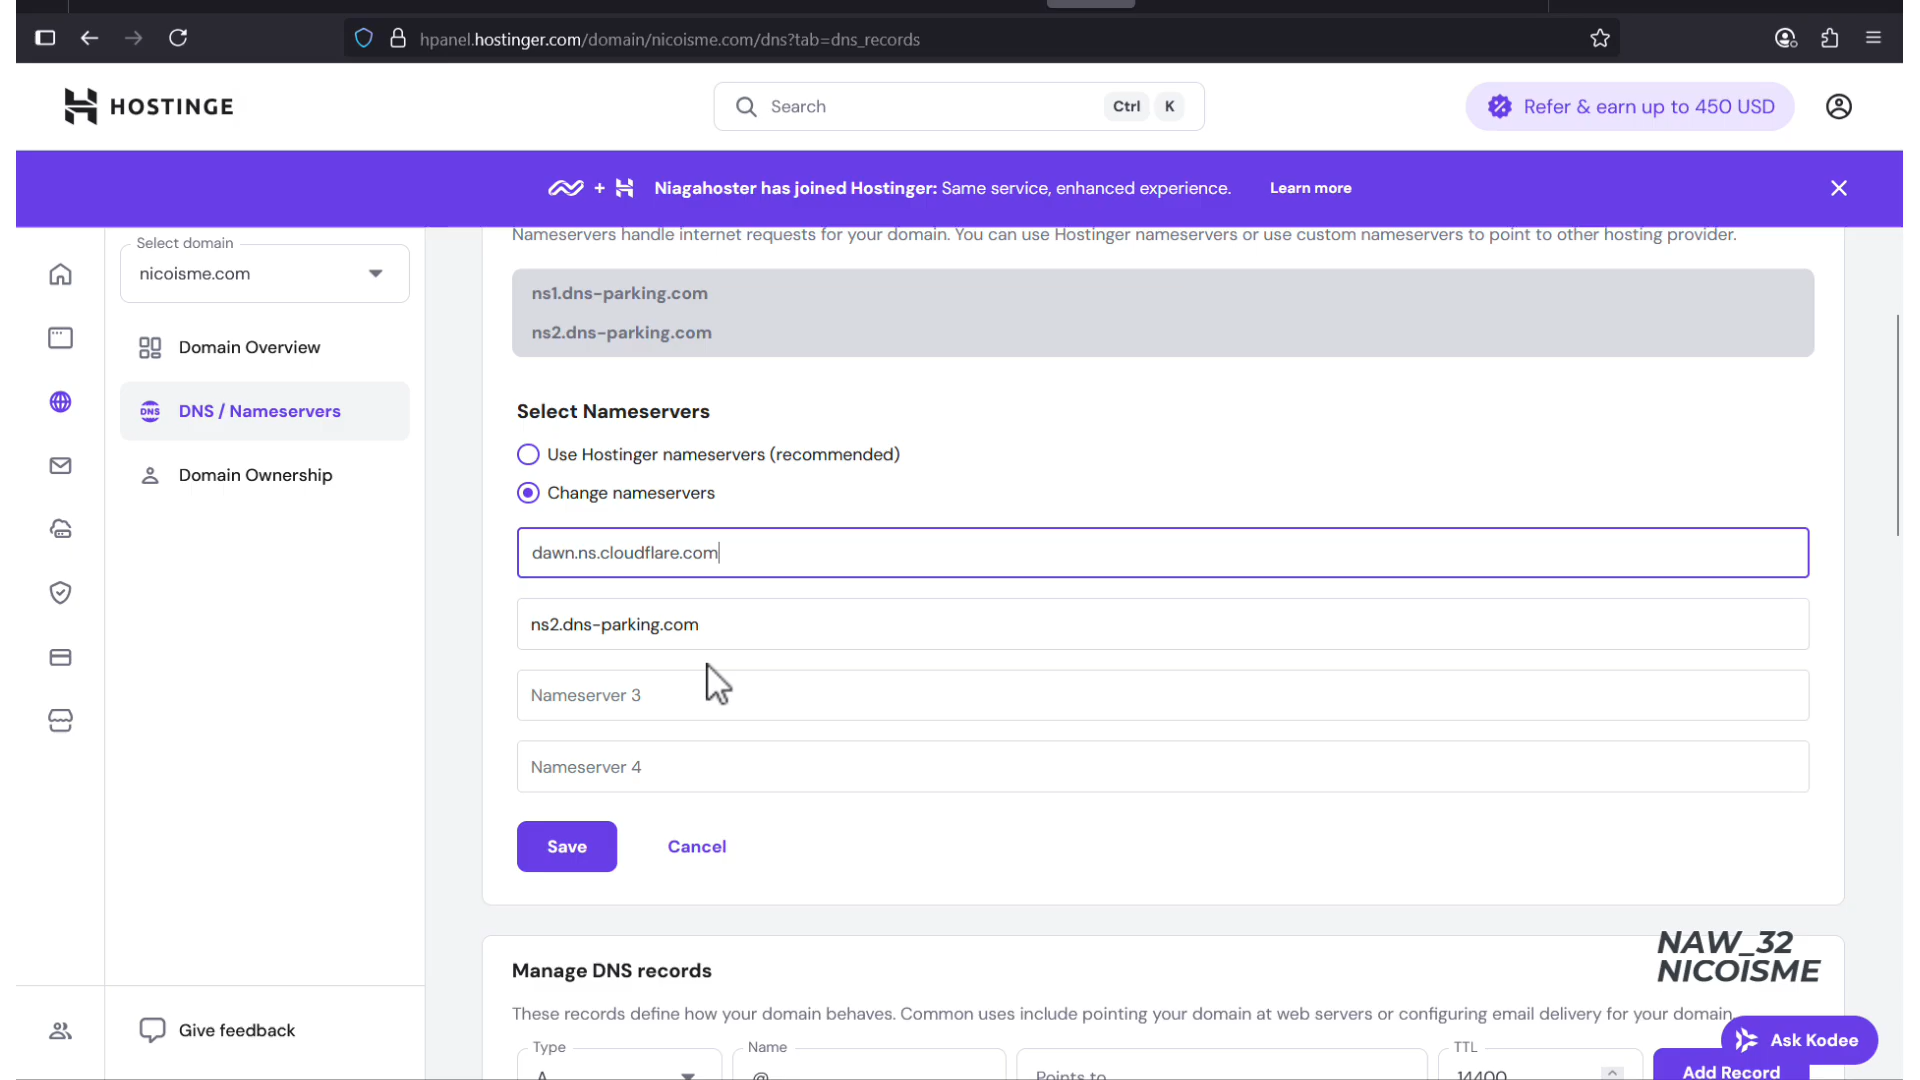 hpanel.hostinger.com/domain/nicoisme.com/dns?tab=dns_records
HOSTINGE
Search
Ctrl K
Refer & earn up to 450 USD
+ Niagahoster has joined Hostinger: Same service, enhanced experience. Learn more
Select domain
nicoisme.com
Domain Overview
DNS DNS / Nameservers
Domain Ownership
Give feedback
Nameservers handle internet requests for your domain. You can use Hostinger nameservers or use custom nameservers to point to other hosting provider.
ns1.dns-parking.com
ns2.dns-parking.com
Select Nameservers
Use Hostinger nameservers (recommended)
Change nameservers
dawn.ns.cloudflare.com
ns2.dns-parking.com
Nameserver 3
Nameserver 4
Save Cancel
NAW_32
NICOISME
Manage DNS records
These records define how your domain behaves. Common uses include pointing your domain at web servers or configuring email delivery for your domain.
Ask Kodee
Type Name TTL
A @ Points to 14400 Add Record